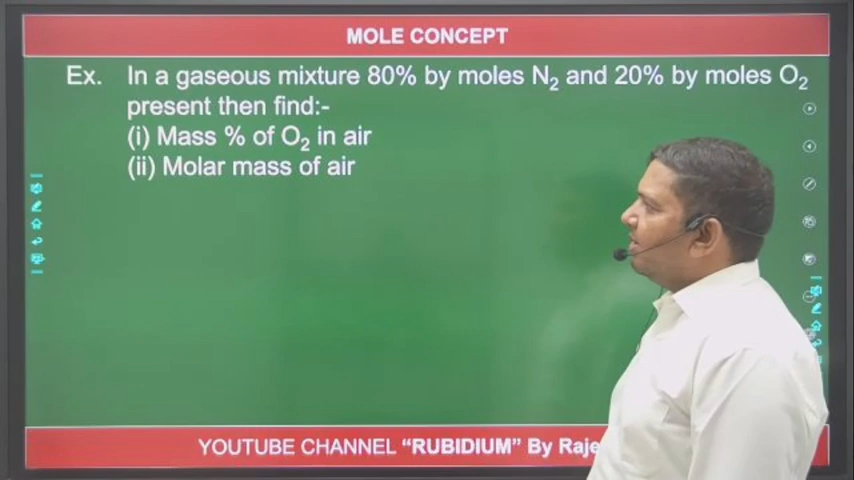 MOLE CONCEPT
Ex. In a gaseous mixture 80% by moles N₂ and 20% by moles O₂
present then find:-
(i) Mass % of O₂ in air
(ii) Molar mass of air
YOUTUBE CHANNEL “RUBIDIUM” By